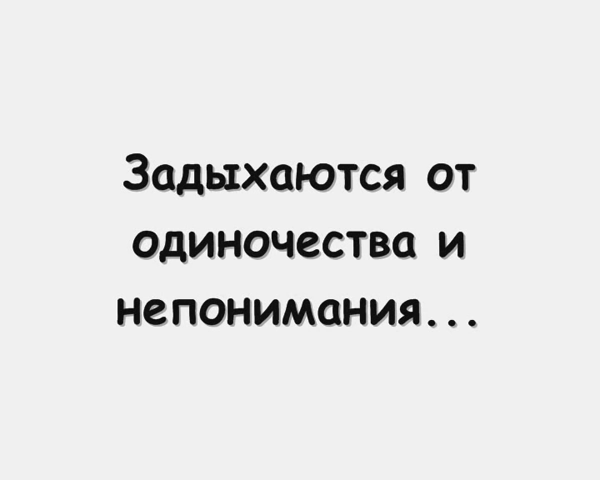 Задыхаются от
одиночества и
непонимания...